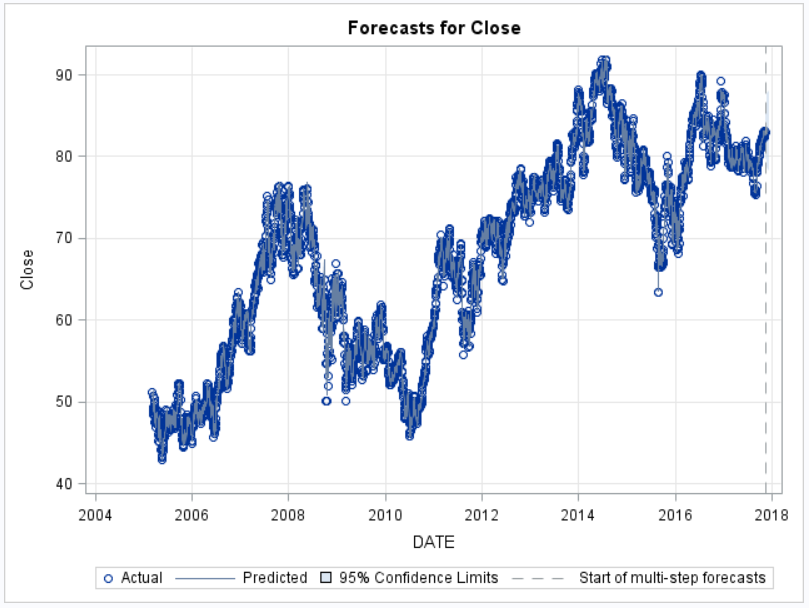 Forecasts for Close
90
80
70
60
50
40
Close
2004 2006 2008 2010 2012 2014 2016 2018
DATE
Actual Predicted 95% Confidence Limits Start of multi-step forecasts